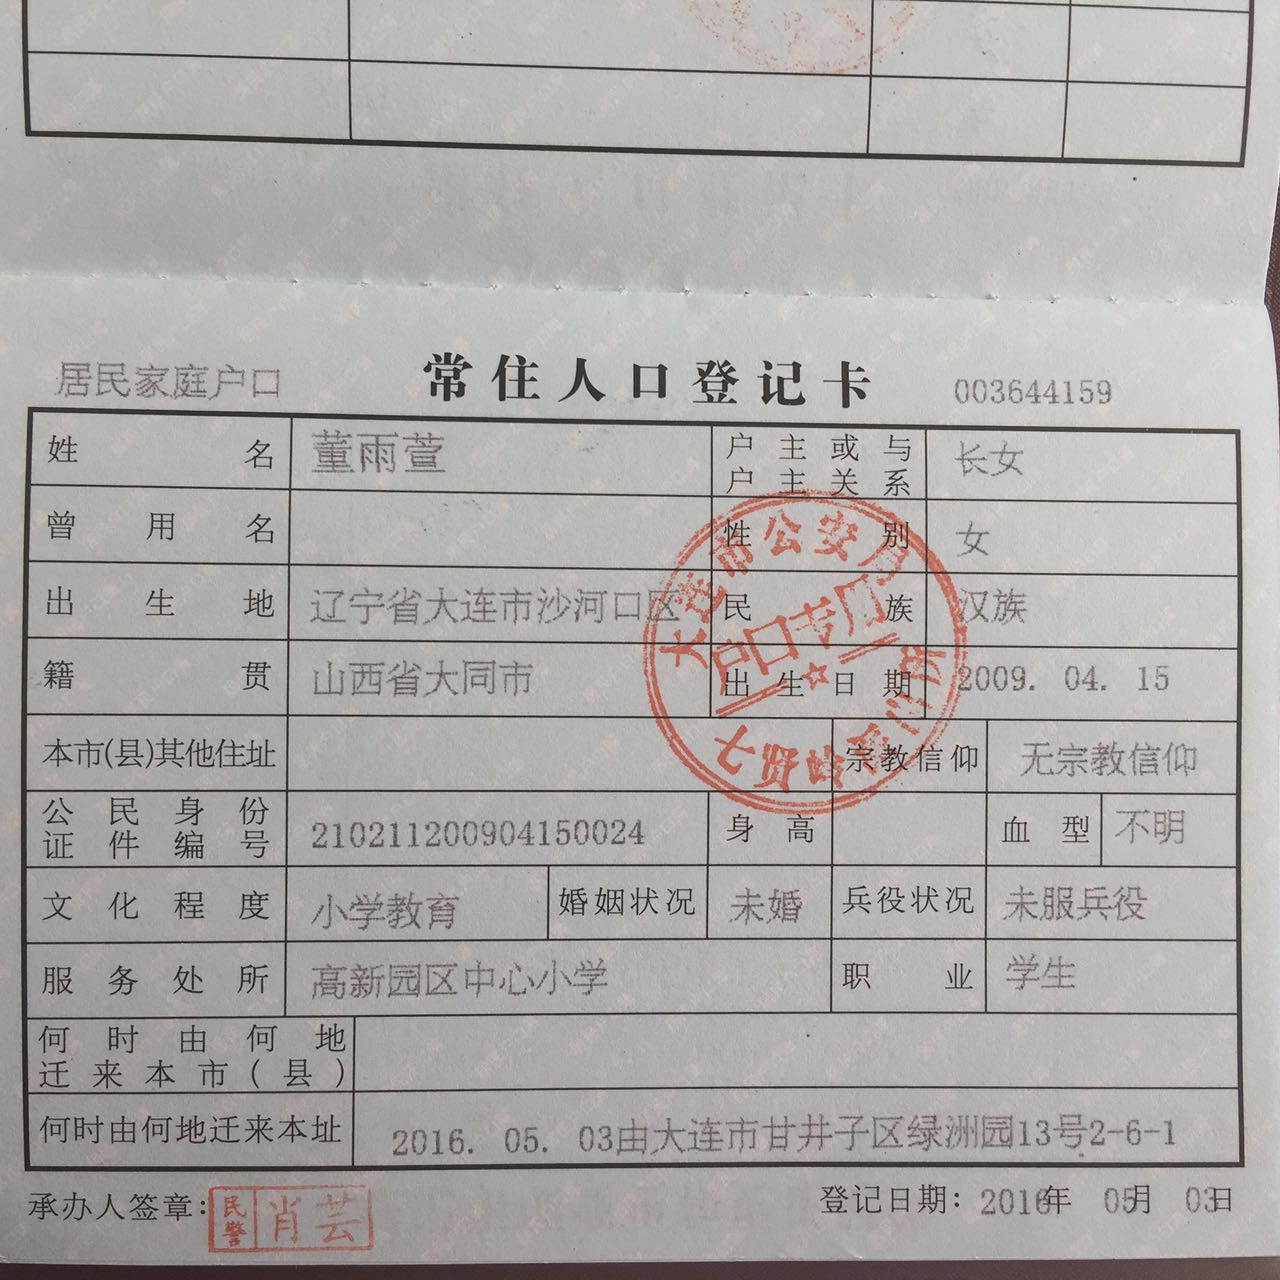 居民家庭户口 常住人口登记卡 003644159
姓名 董雨萱 户主或与户主关系 长女
曾用名 性别 女
出生地 辽宁省大连市沙河口区 民族 汉族
籍贯 山西省大同市 出生日期 2009. 04. 15
本市(县)其他住址 宗教信仰 无宗教信仰
公民身份证件编号 210211200904150024 身高 血型 不明
文化程度 小学教育 婚姻状况 未婚 兵役状况 未服兵役
服务处所 高新园区中心小学 职业 学生
何时由何地迁来本市(县)
何时由何地迁来本址 2016. 05. 03由大连市甘井子区绿洲园13号2-6-1
承办人签章: 民警 肖芸 登记日期: 2016年 05月 03日
大连市公安局
户口专用
七贤岭